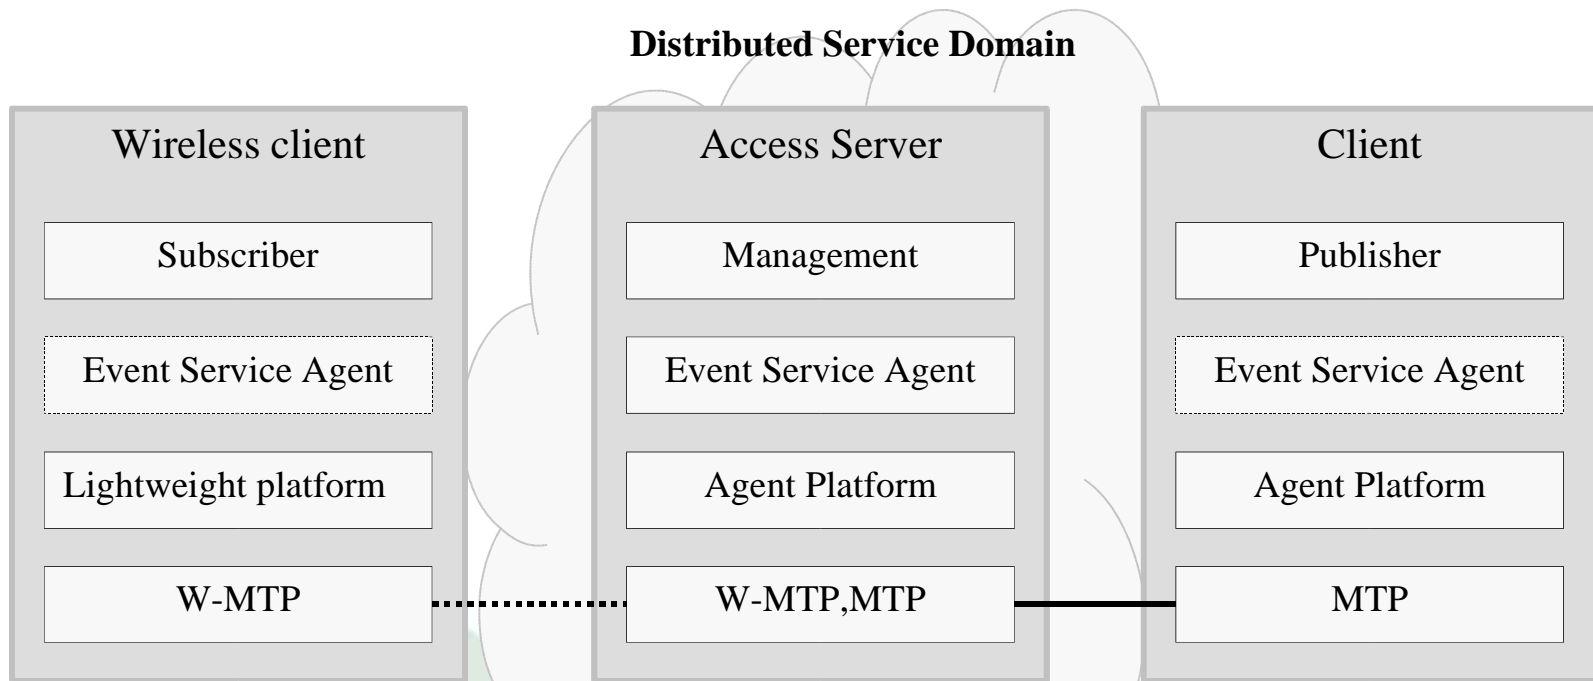 Distributed Service Domain
Wireless client
Subscriber
Event Service Agent
Lightweight platform
W-MTP
Access Server
Management
Event Service Agent
Agent Platform
W-MTP,MTP
Client
Publisher
Event Service Agent
Agent Platform
MTP